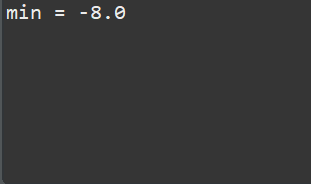 min = -8.0